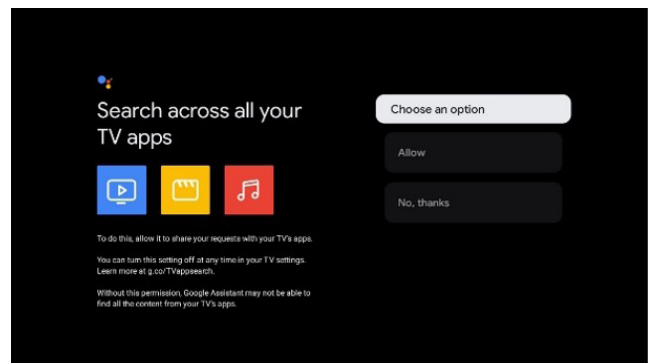 Search across all your
TV apps
To do this, allow it to share your requests with your TV's apps.
You can turn this setting off at any time in your TV settings.
Learn more at g.co/TVappsearch.
Without this permission, Google Assistant may not be able to
find all the content from your TV's apps.
Choose an option
Allow
No, thanks